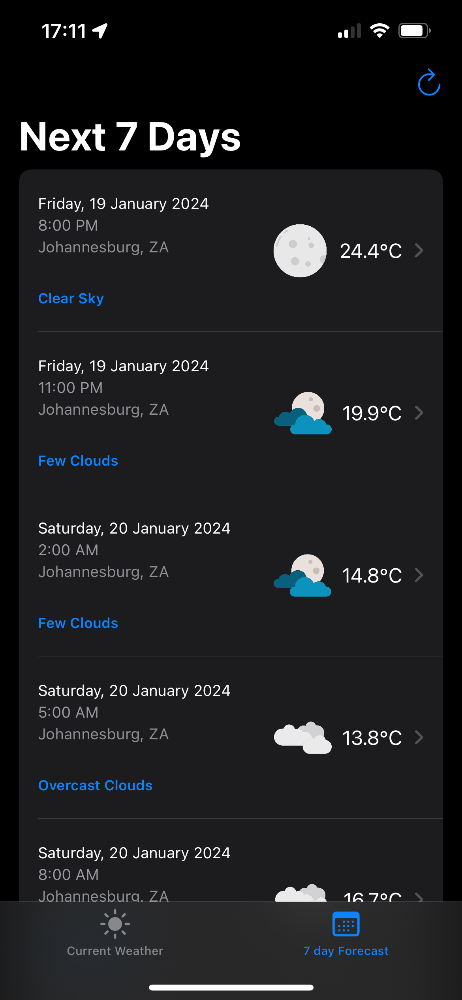 17:11
Next 7 Days
Friday, 19 January 2024
8:00 PM
Johannesburg, ZA
24.4°C
Clear Sky
Friday, 19 January 2024
11:00 PM
Johannesburg, ZA
19.9°C
Few Clouds
Saturday, 20 January 2024
2:00 AM
Johannesburg, ZA
14.8°C
Few Clouds
Saturday, 20 January 2024
5:00 AM
Johannesburg, ZA
13.8°C
Overcast Clouds
Saturday, 20 January 2024
8:00 AM
Johannesburg, ZA
16.7°C
Current Weather
7 day Forecast